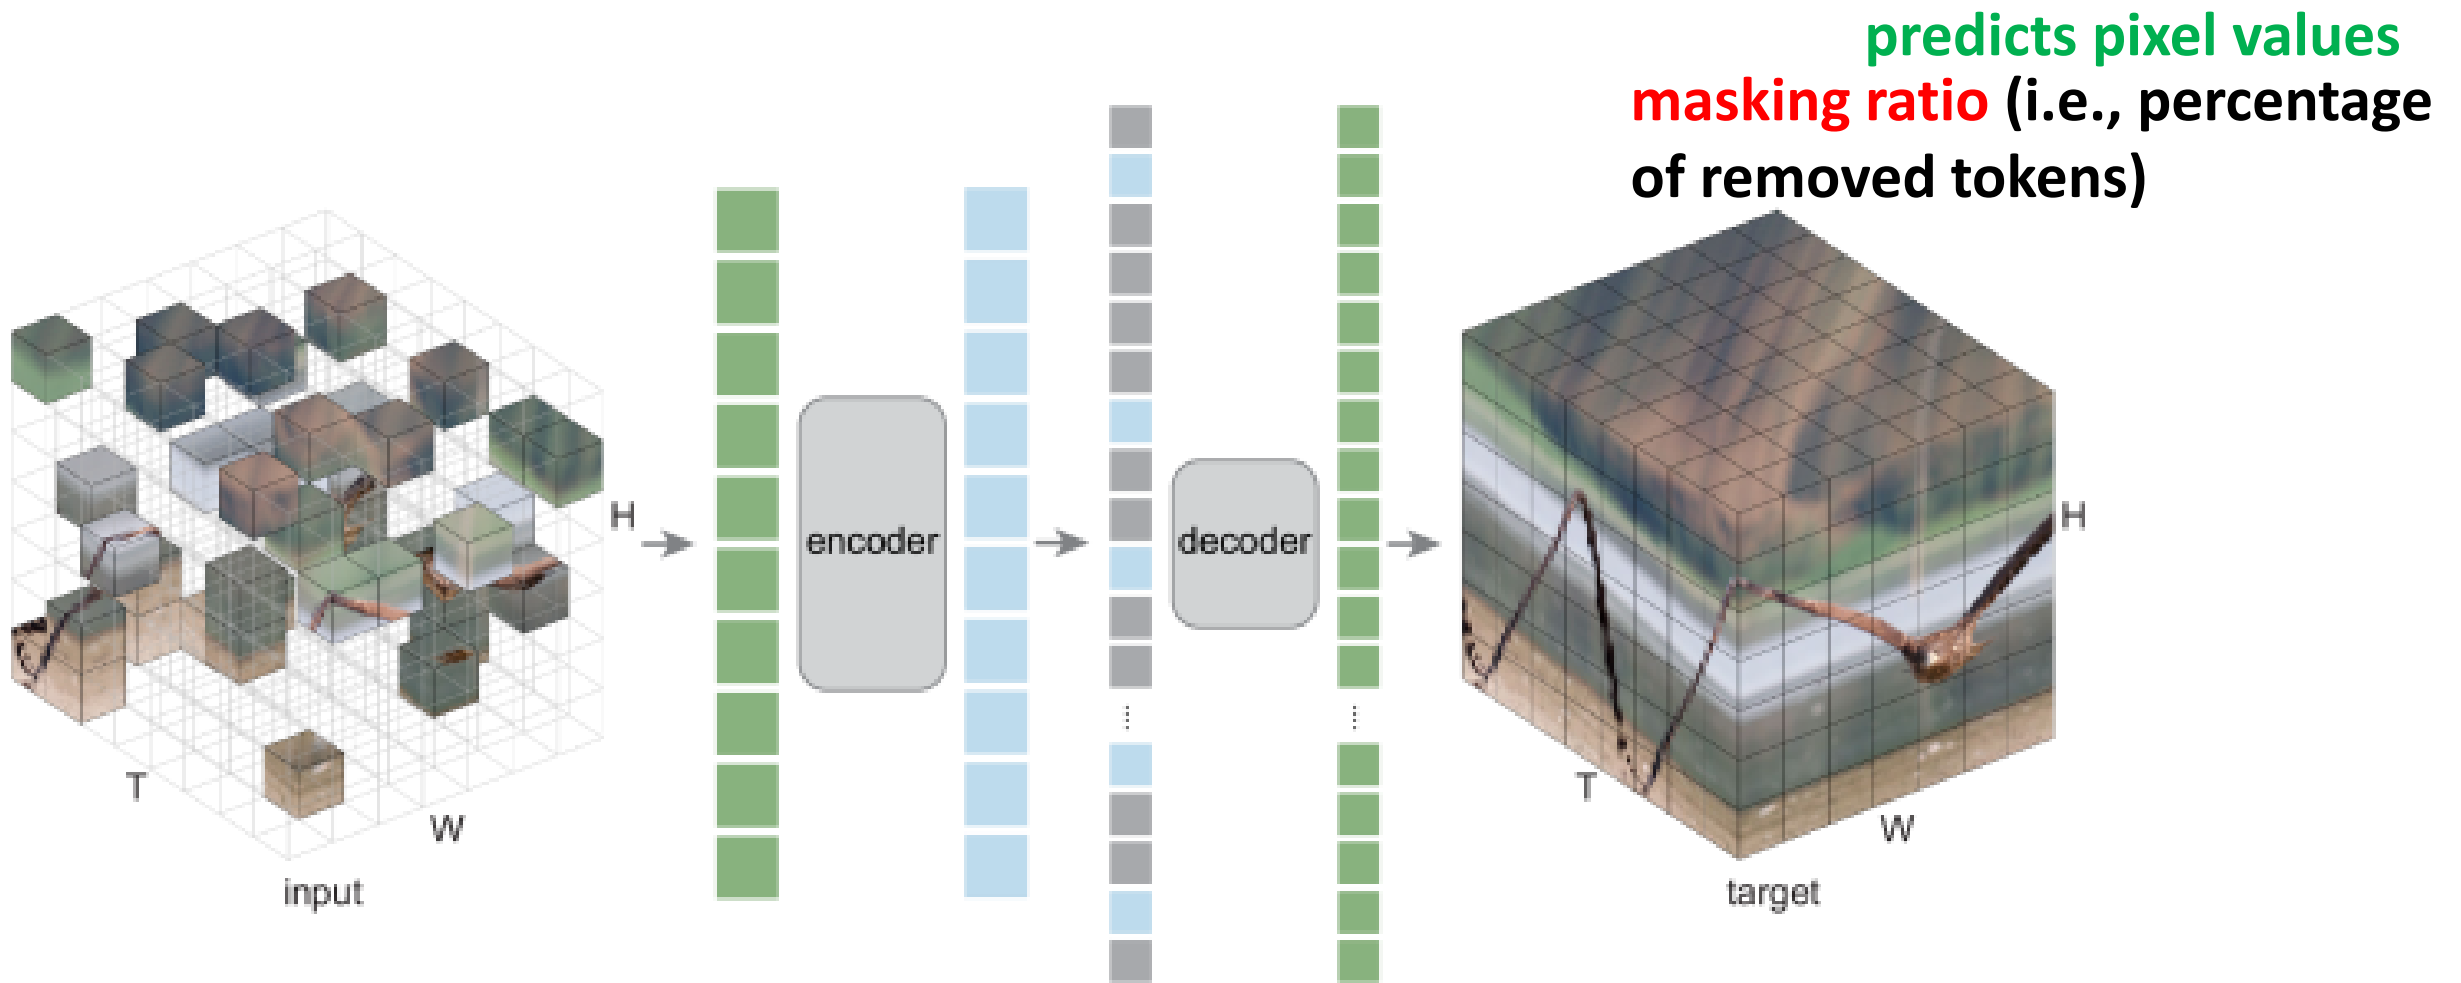 predicts pixel values
masking ratio (i.e., percentage
of removed tokens)
H
encoder
decoder
H
T
W
T
W
input
target